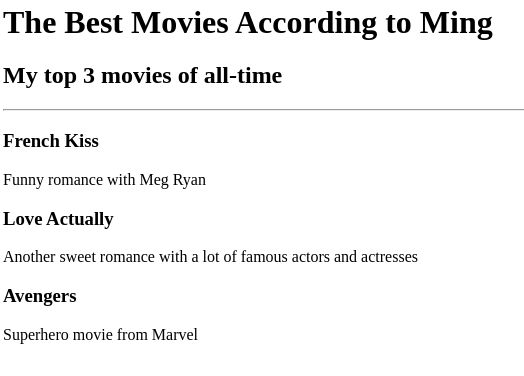 The Best Movies According to Ming
My top 3 movies of all-time
French Kiss
Funny romance with Meg Ryan
Love Actually
Another sweet romance with a lot of famous actors and actresses
Avengers
Superhero movie from Marvel